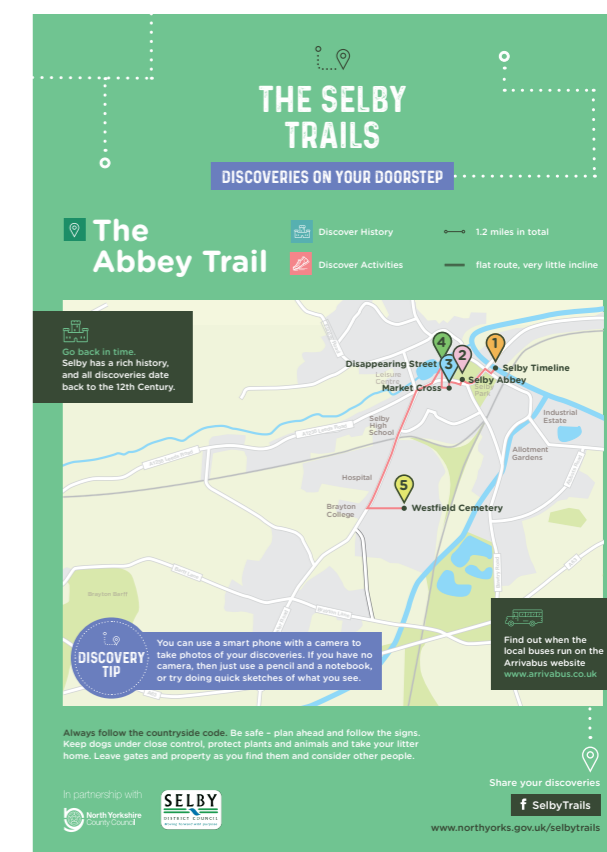 THE SELBY
TRAILS
DISCOVERIES ON YOUR DOORSTEP
The
Abbey Trail
Discover History
1.2 miles in total
Discover Activities
flat route, very little incline
Go back in time.
Selby has a rich history,
and all discoveries date
back to the 12th Century.
4
3
2
1
Disappearing Street
Selby Timeline
Leisure
Centre
Market Cross
Selby Abbey
Selby
Park
Selby
High
School
Industrial
Estate
Allotment
Gardens
Hospital
5
Brayton
College
Westfield Cemetery
Brayton Barff
DISCOVERY
TIP
You can use a smart phone with a camera to
take photos of your discoveries. If you have no
camera, then just use a pencil and a notebook,
or try doing quick sketches of what you see.
Find out when the
local buses run on the
Arrivabus website
www.arrivabus.co.uk
Always follow the countryside code. Be safe – plan ahead and follow the signs.
Keep dogs under close control, protect plants and animals and take your litter
home. Leave gates and property as you find them and consider other people.
Share your discoveries
f SelbyTrails
www.northyorks.gov.uk/selbytrails
In partnership with
North Yorkshire
County Council
SELBY
DISTRICT COUNCIL